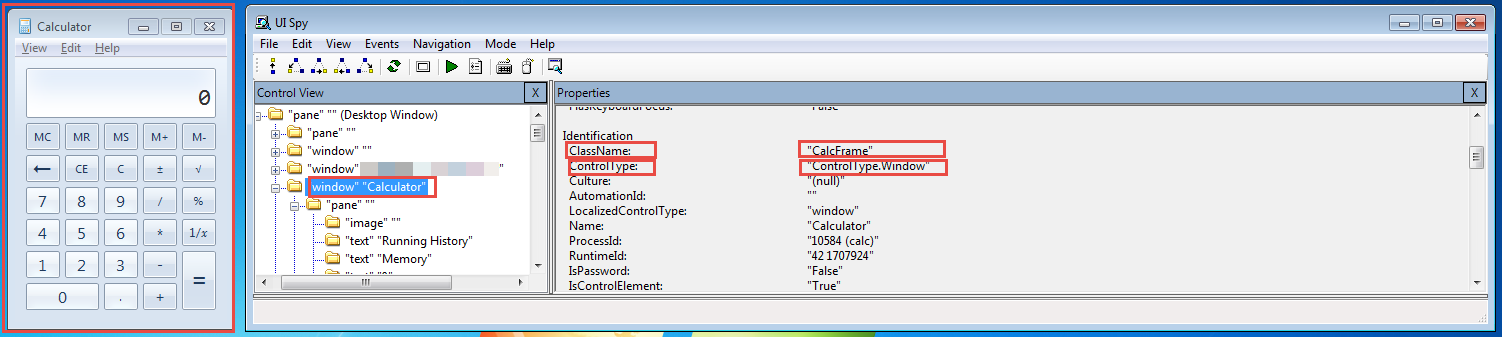 Calculator
View Edit Help
0
MC MR MS M+ M-
← CE C ± √
7 8 9 / %
4 5 6 * 1/x
1 2 3 - =
0 . +
UI Spy
File Edit View Events Navigation Mode Help
Control View X
"pane" "" (Desktop Window)
"pane" ""
"window" ""
"window" "
"window" "Calculator"
"pane" ""
"image" ""
"text" "Running History"
"text" "Memory"
Properties X
HasKeyboardFocus: "False"
Identification
ClassName: "CalcFrame"
ControlType: "ControlType.Window"
Culture: "(null)"
AutomationId: ""
LocalizedControlType: "window"
Name: "Calculator"
ProcessId: "10584 (calc)"
RuntimeId: "42 1707924"
IsPassword: "False"
IsControlElement: "True"